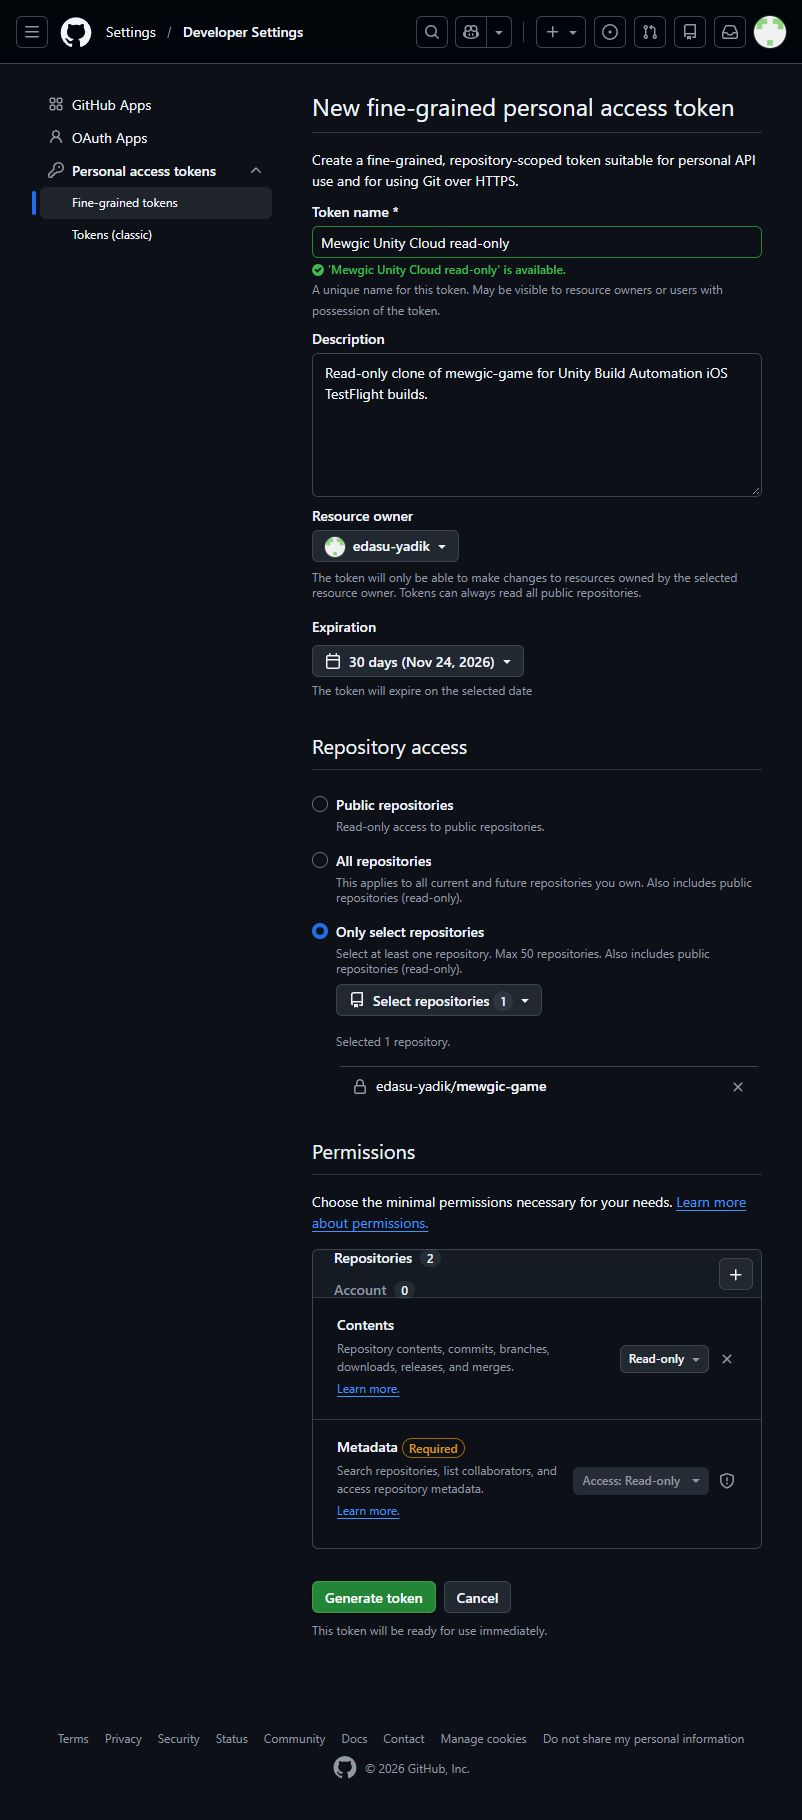 Settings / Developer Settings
GitHub Apps
OAuth Apps
Personal access tokens
Fine-grained tokens
Tokens (classic)
New fine-grained personal access token
Create a fine-grained, repository-scoped token suitable for personal API
use and for using Git over HTTPS.
Token name *
Mewgic Unity Cloud read-only
'Mewgic Unity Cloud read-only' is available.
A unique name for this token. May be visible to resource owners or users with
possession of the token.
Description
Read-only clone of mewgic-game for Unity Build Automation iOS
TestFlight builds.
Resource owner
edasu-yadik
The token will only be able to make changes to resources owned by the selected
resource owner. Tokens can always read all public repositories.
Expiration
30 days (Nov 24, 2026)
The token will expire on the selected date
Repository access
Public repositories
Read-only access to public repositories.
All repositories
This applies to all current and future repositories you own. Also includes public
repositories (read-only).
Only select repositories
Select at least one repository. Max 50 repositories. Also includes public
repositories (read-only).
Select repositories 1
Selected 1 repository.
edasu-yadik/mewgic-game
Permissions
Choose the minimal permissions necessary for your needs. Learn more
about permissions.
Repositories 2
Account 0
Contents
Repository contents, commits, branches,
downloads, releases, and merges.
Learn more.
Read-only
Metadata Required
Search repositories, list collaborators, and
access repository metadata.
Learn more.
Access: Read-only
Generate token Cancel
This token will be ready for use immediately.
Terms Privacy Security Status Community Docs Contact Manage cookies Do not share my personal information
© 2026 GitHub, Inc.